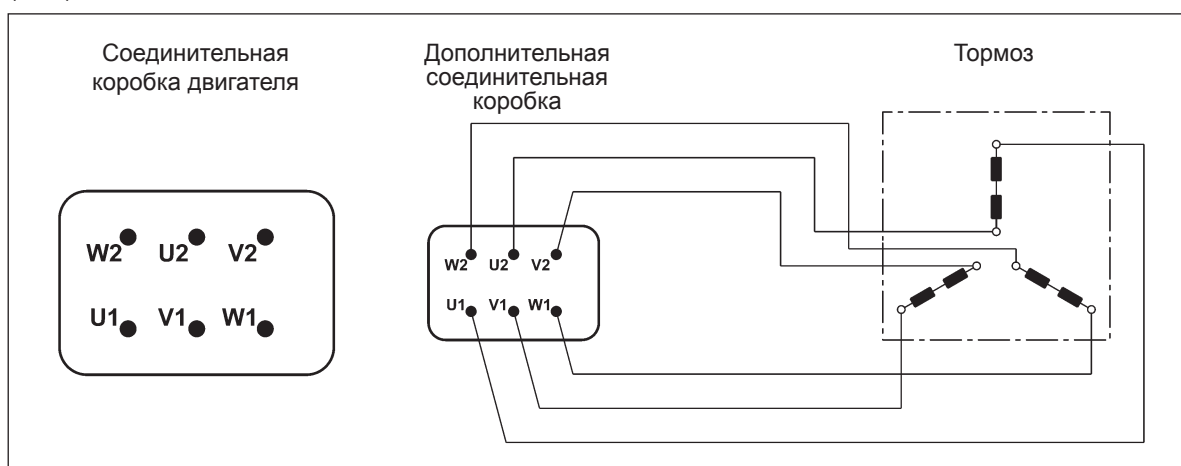 Соединительная
коробка двигателя
Дополнительная
соединительная
коробка
Тормоз
W2 U2 V2
U1 V1 W1
W2 U2 V2
U1 V1 W1